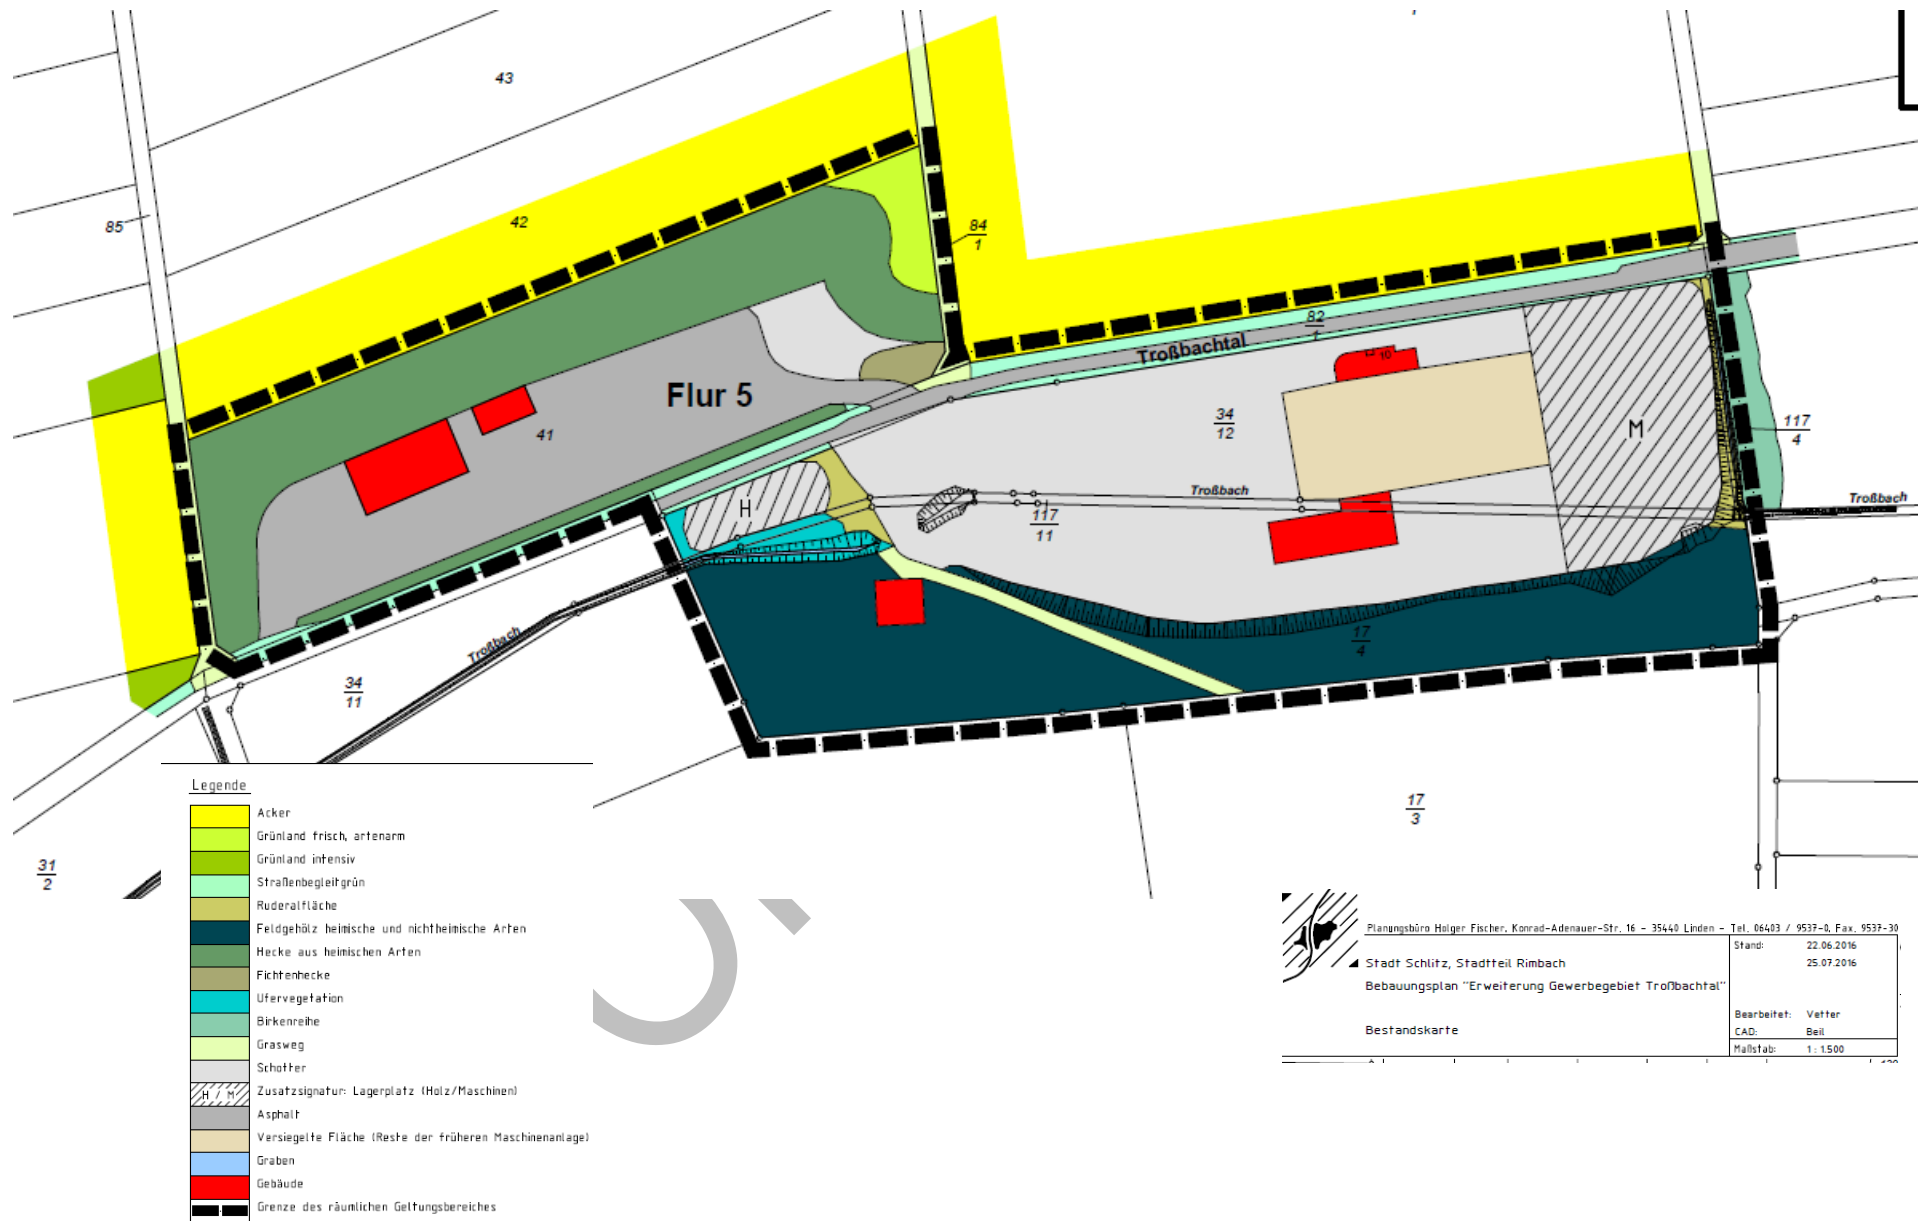 43
42
85
84
1
82
1
Troßbachtal
10
Flur 5
41
34
12
M
117
4
H
Troßbach
Troßbach
117
11
Troßbach
17
4
34
11
17
3
31
2
Legende
Acker
Grünland frisch, artenarm
Grünland intensiv
Straßenbegleitgrün
Ruderalfläche
Feldgehölz heimische und nichtheimische Arten
Hecke aus heimischen Arten
Fichtenhecke
Ufervegetation
Birkenreihe
Grasweg
Schotter
H / M Zusatzsignatur: Lagerplatz (Holz/Maschinen)
Asphalt
Versiegelte Fläche (Reste der früheren Maschinenanlage)
Graben
Gebäude
Grenze des räumlichen Geltungsbereiches
Planungsbüro Holger Fischer, Konrad-Adenauer-Str. 16 - 35440 Linden - Tel. 06403 / 9537-0, Fax. 9537-30
Stadt Schlitz, Stadtteil Rimbach
Bebauungsplan "Erweiterung Gewerbegebiet Troßbachtal"
Bestandskarte
Stand: 22.06.2016
25.07.2016
Bearbeitet: Vetter
CAD: Beil
Maßstab: 1 : 1.500